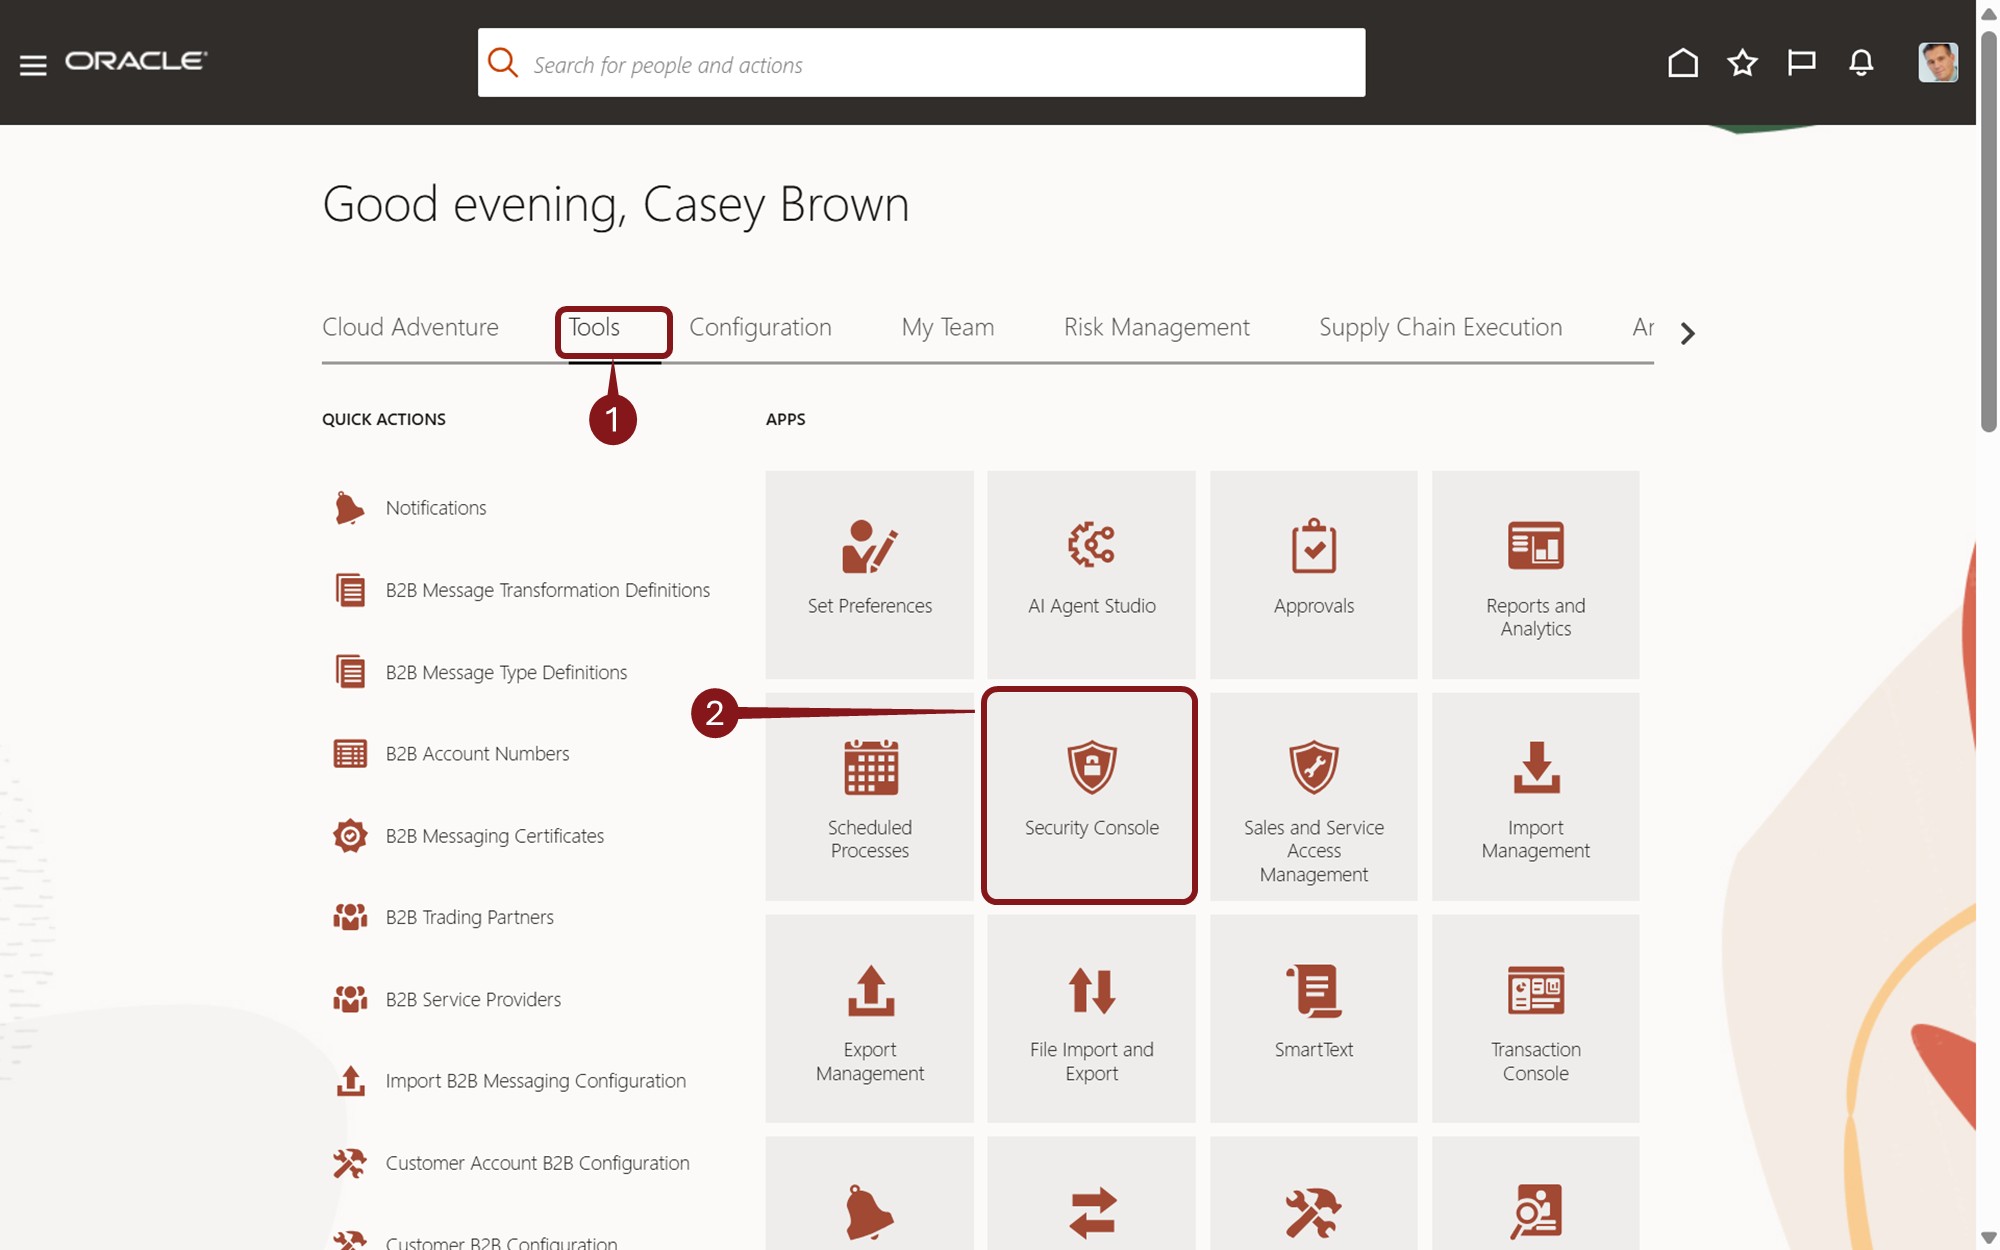 ORACLE
Search for people and actions
Good evening, Casey Brown
Cloud Adventure
Tools
Configuration
My Team
Risk Management
Supply Chain Execution
1
QUICK ACTIONS
Notifications
B2B Message Transformation Definitions
B2B Message Type Definitions
B2B Account Numbers
B2B Messaging Certificates
B2B Trading Partners
B2B Service Providers
Import B2B Messaging Configuration
Customer Account B2B Configuration
Customer B2B Configuration
APPS
Set Preferences
AI Agent Studio
Approvals
Reports and
Analytics
2
Scheduled
Processes
Security Console
Sales and Service
Access
Management
Import
Management
Export
Management
File Import and
Export
SmartText
Transaction
Console